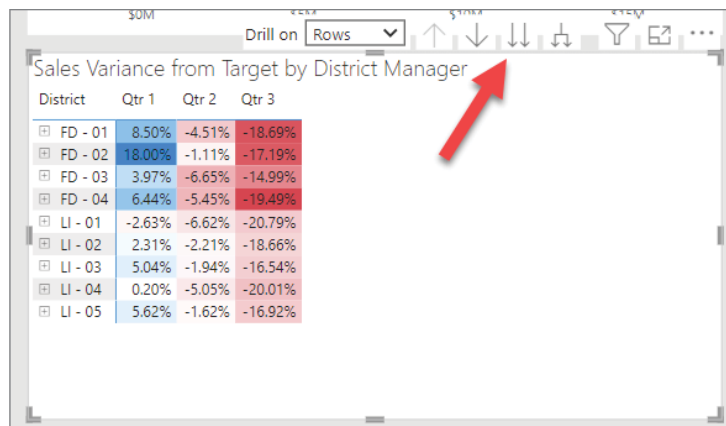 $0M $10M
Drill on Rows
Sales Variance from Target by District Manager
District Qtr 1 Qtr 2 Qtr 3
FD - 01 8.50% -4.51% -18.69%
FD - 02 18.00% -1.11% -17.19%
FD - 03 3.97% -6.65% -14.99%
FD - 04 6.44% -5.45% -19.49%
LI - 01 -2.63% -6.62% -20.79%
LI - 02 2.31% -2.21% -18.66%
LI - 03 5.04% -1.94% -16.54%
LI - 04 0.20% -5.05% -20.01%
LI - 05 5.62% -1.62% -16.92%